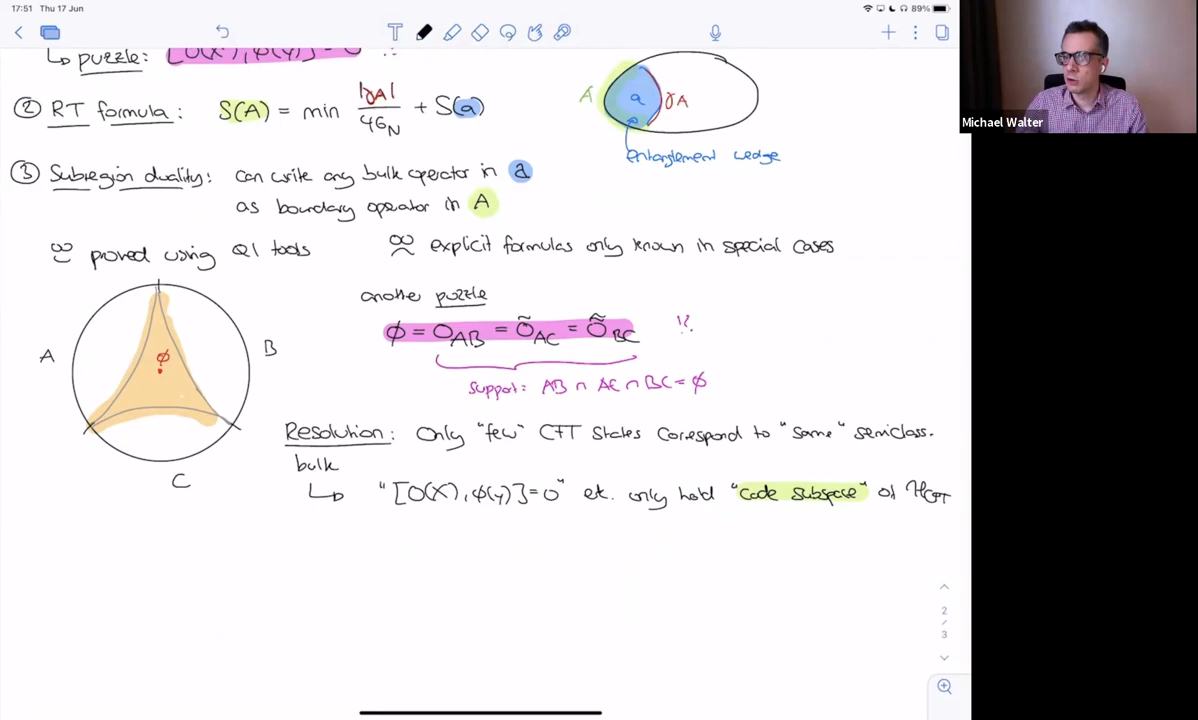 17:51 Thu 17 Jun
89%
↳ puzzle: [O(X), ϕ(y)] = 0
② RT formula: S(A) = min |γA| / 4G_N + S(a)
A a γA
entanglement wedge
③ Subregion duality: can write any bulk operator in a
as boundary operator in A
proved using QI tools
explicit formulas only known in special cases
another puzzle
ϕ = O_AB = Õ_AC = Õ̃_BC !?
support: AB ∩ AC ∩ BC = ∅
A
ϕ
B
C
Resolution: Only "few" CFT states correspond to "same" semiclass.
bulk
↳ "[O(X), ϕ(y)] = 0" etc. only hold "code subspace" of H_CFT
2
/
3
Michael Walter